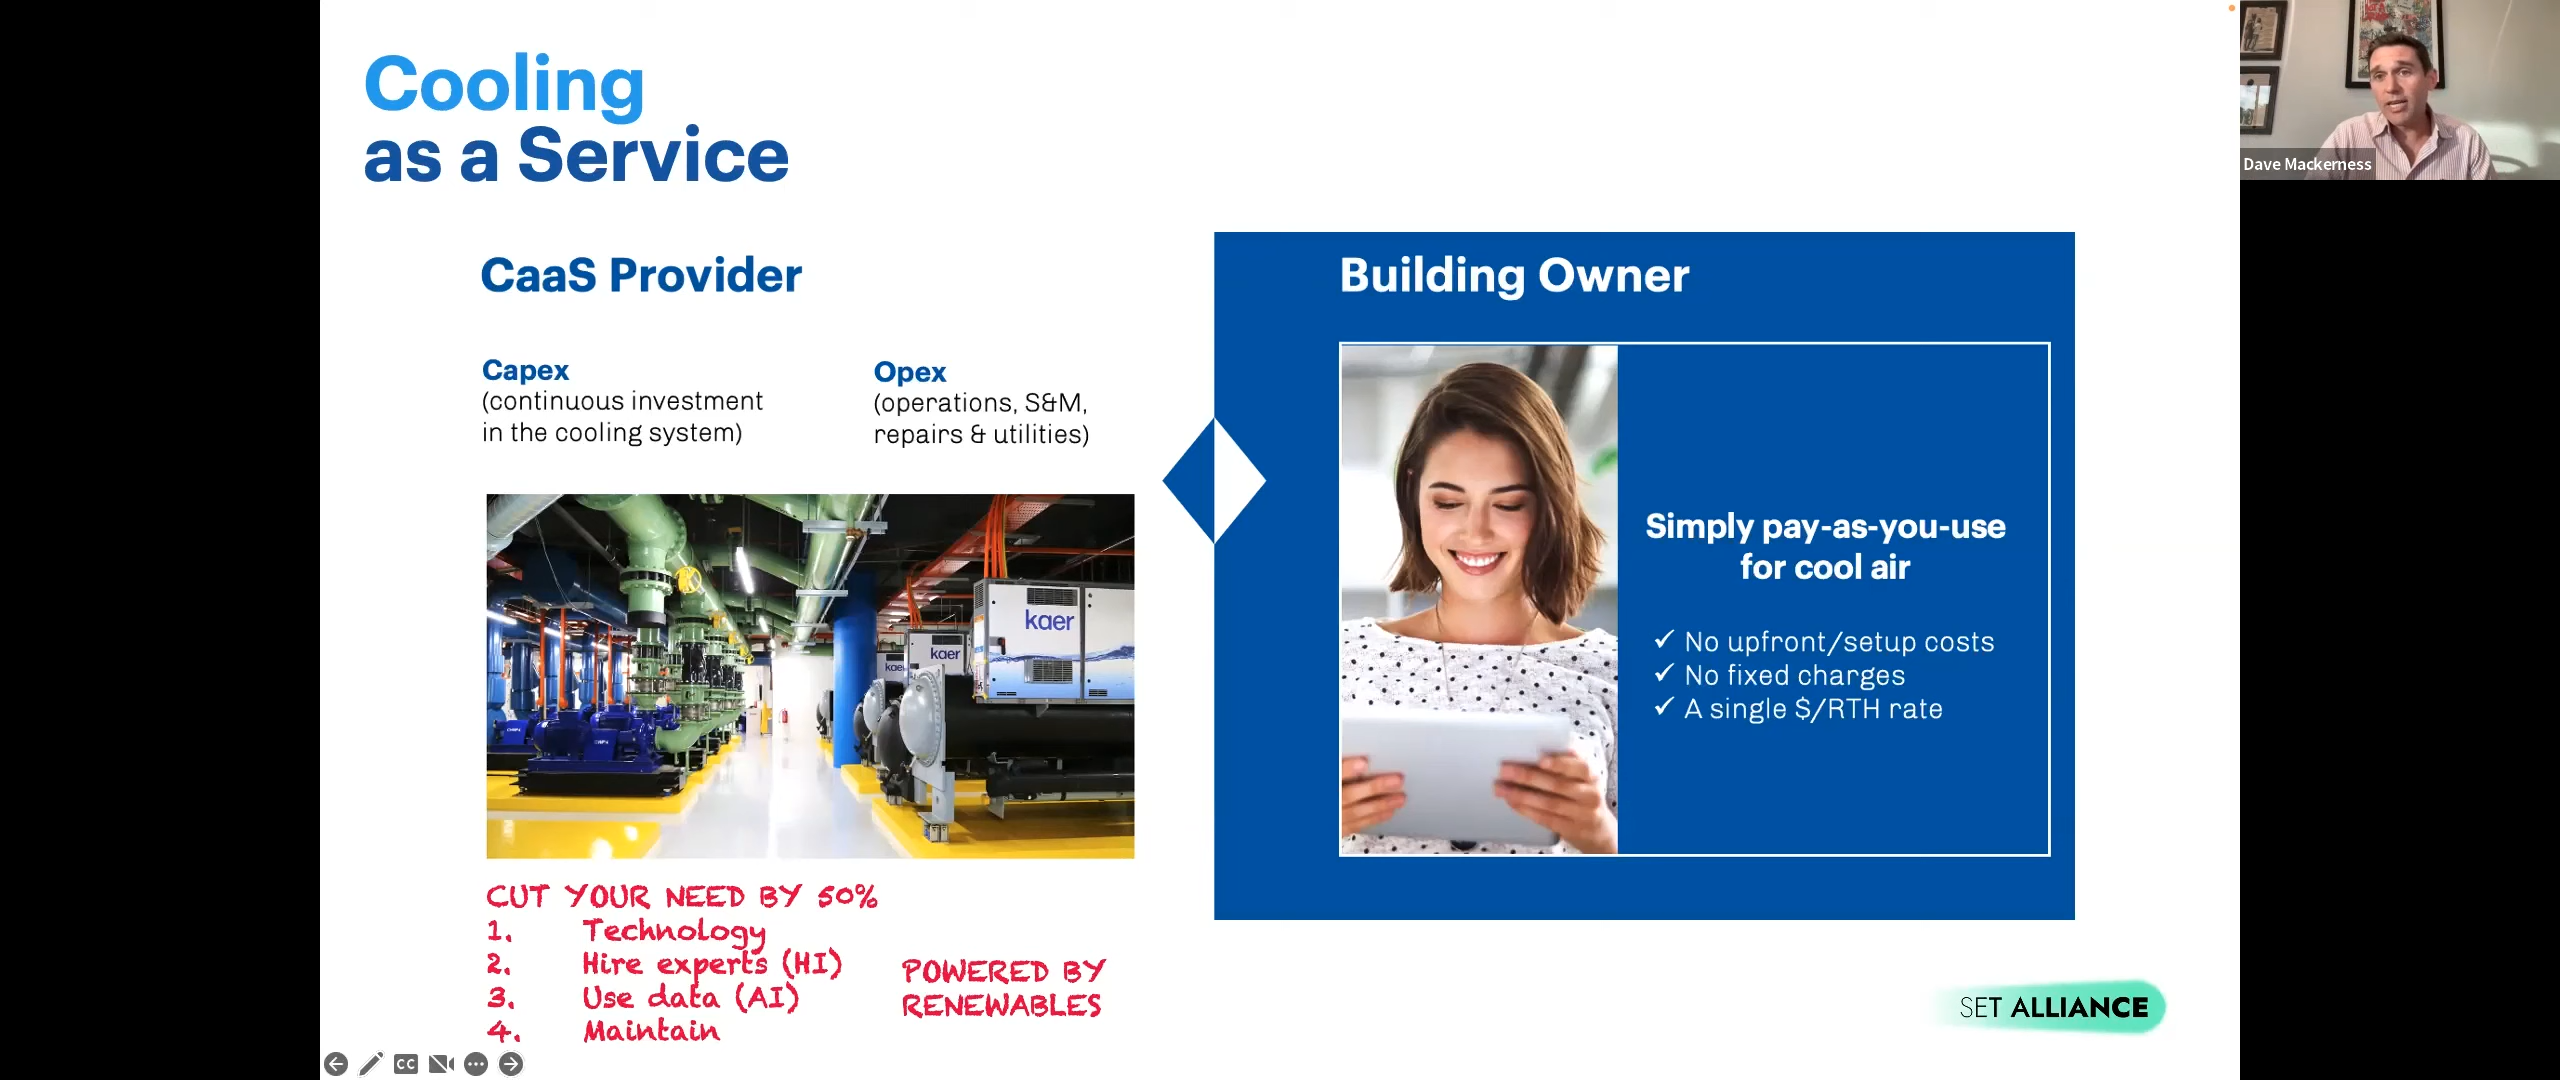 Cooling
as a Service
CaaS Provider
Capex
(continuous investment
in the cooling system)
Opex
(operations, S&M,
repairs & utilities)
kaer
kaer
kaer
CUT YOUR NEED BY 50%
1. Technology
2. Hire experts (HI)
3. Use data (AI)
4. Maintain
POWERED BY
RENEWABLES
Building Owner
Simply pay-as-you-use
for cool air
✓ No upfront/setup costs
✓ No fixed charges
✓ A single $/RTH rate
SET ALLIANCE
CC
Dave Mackerness